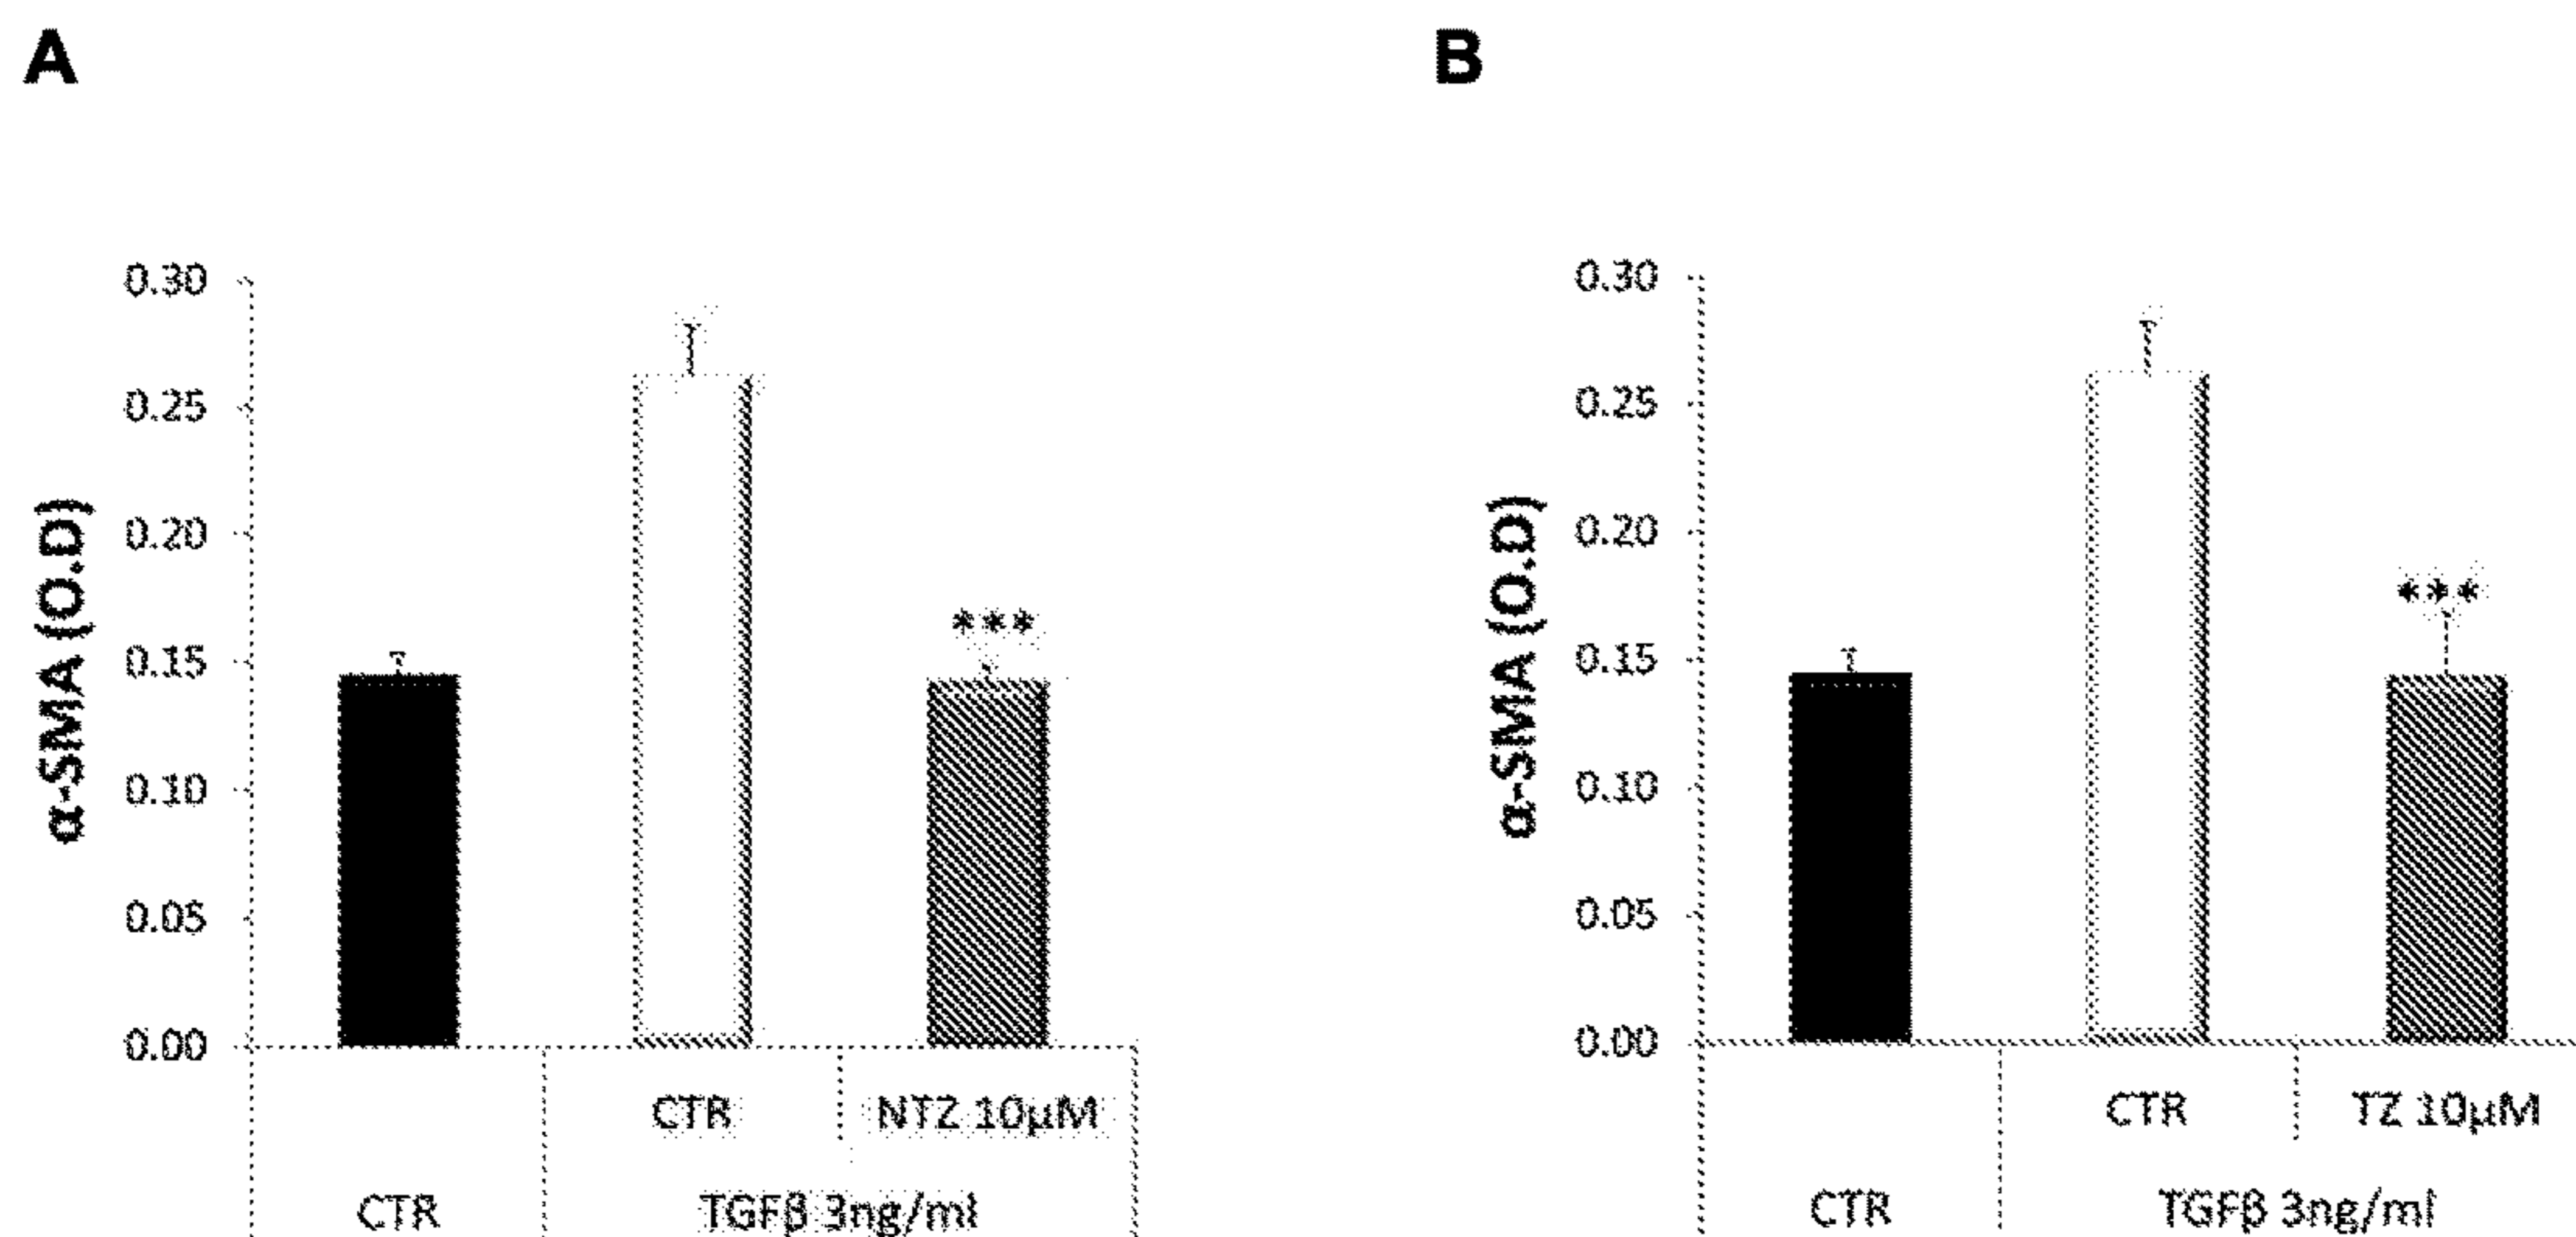 A
B
α-SMA (O.D)
0.30
0.25
0.20
0.15
0.10
0.05
0.00
***
CTR
NTZ 10µM
CTR
TGFβ 3ng/ml
α-SMA (O.D)
0.30
0.25
0.20
0.15
0.10
0.05
0.00
***
CTR
TZ 10µM
CTR
TGFβ 3ng/ml